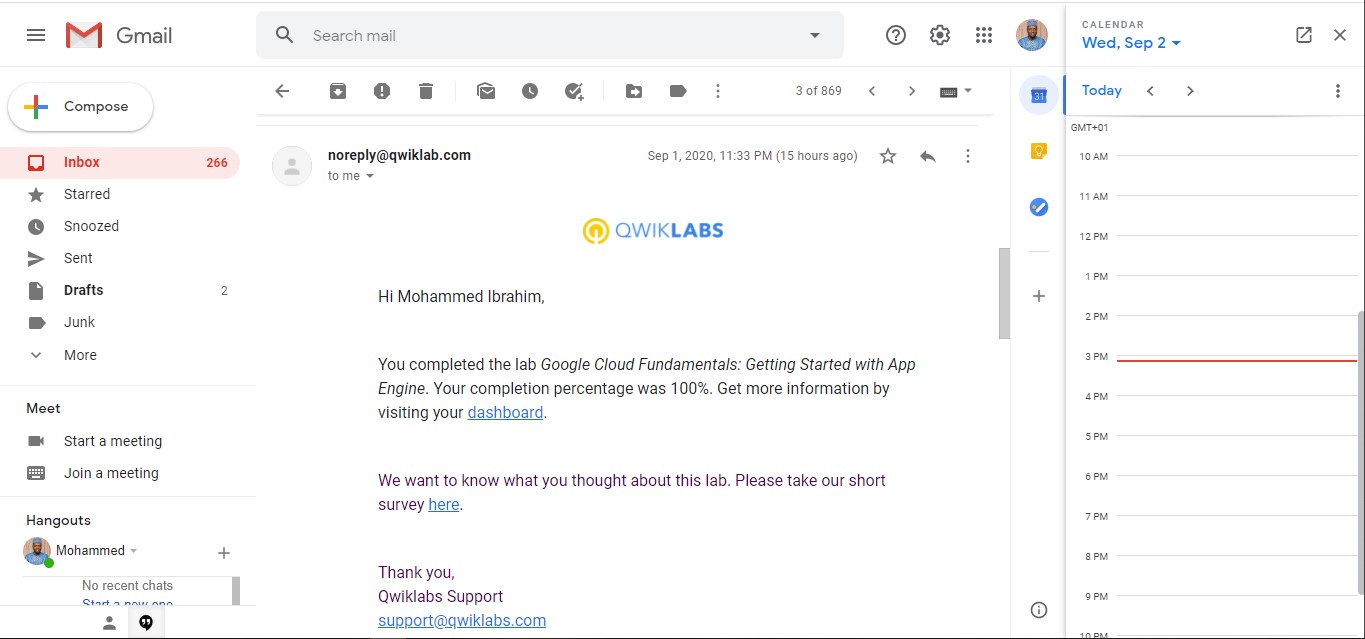 Gmail
Search mail
CALENDAR
Wed, Sep 2
Compose
3 of 869
31
Today
GMT+01
Inbox 266
Starred
Snoozed
Sent
Drafts 2
Junk
More
Meet
Start a meeting
Join a meeting
Hangouts
Mohammed
No recent chats
Start a new one
noreply@qwiklab.com
Sep 1, 2020, 11:33 PM (15 hours ago)
to me
QWIKLABS
Hi Mohammed Ibrahim,
You completed the lab Google Cloud Fundamentals: Getting Started with App
Engine. Your completion percentage was 100%. Get more information by
visiting your dashboard.
We want to know what you thought about this lab. Please take our short
survey here.
Thank you,
Qwiklabs Support
support@qwiklabs.com
10 AM
11 AM
12 PM
1 PM
2 PM
3 PM
4 PM
5 PM
6 PM
7 PM
8 PM
9 PM
10 PM